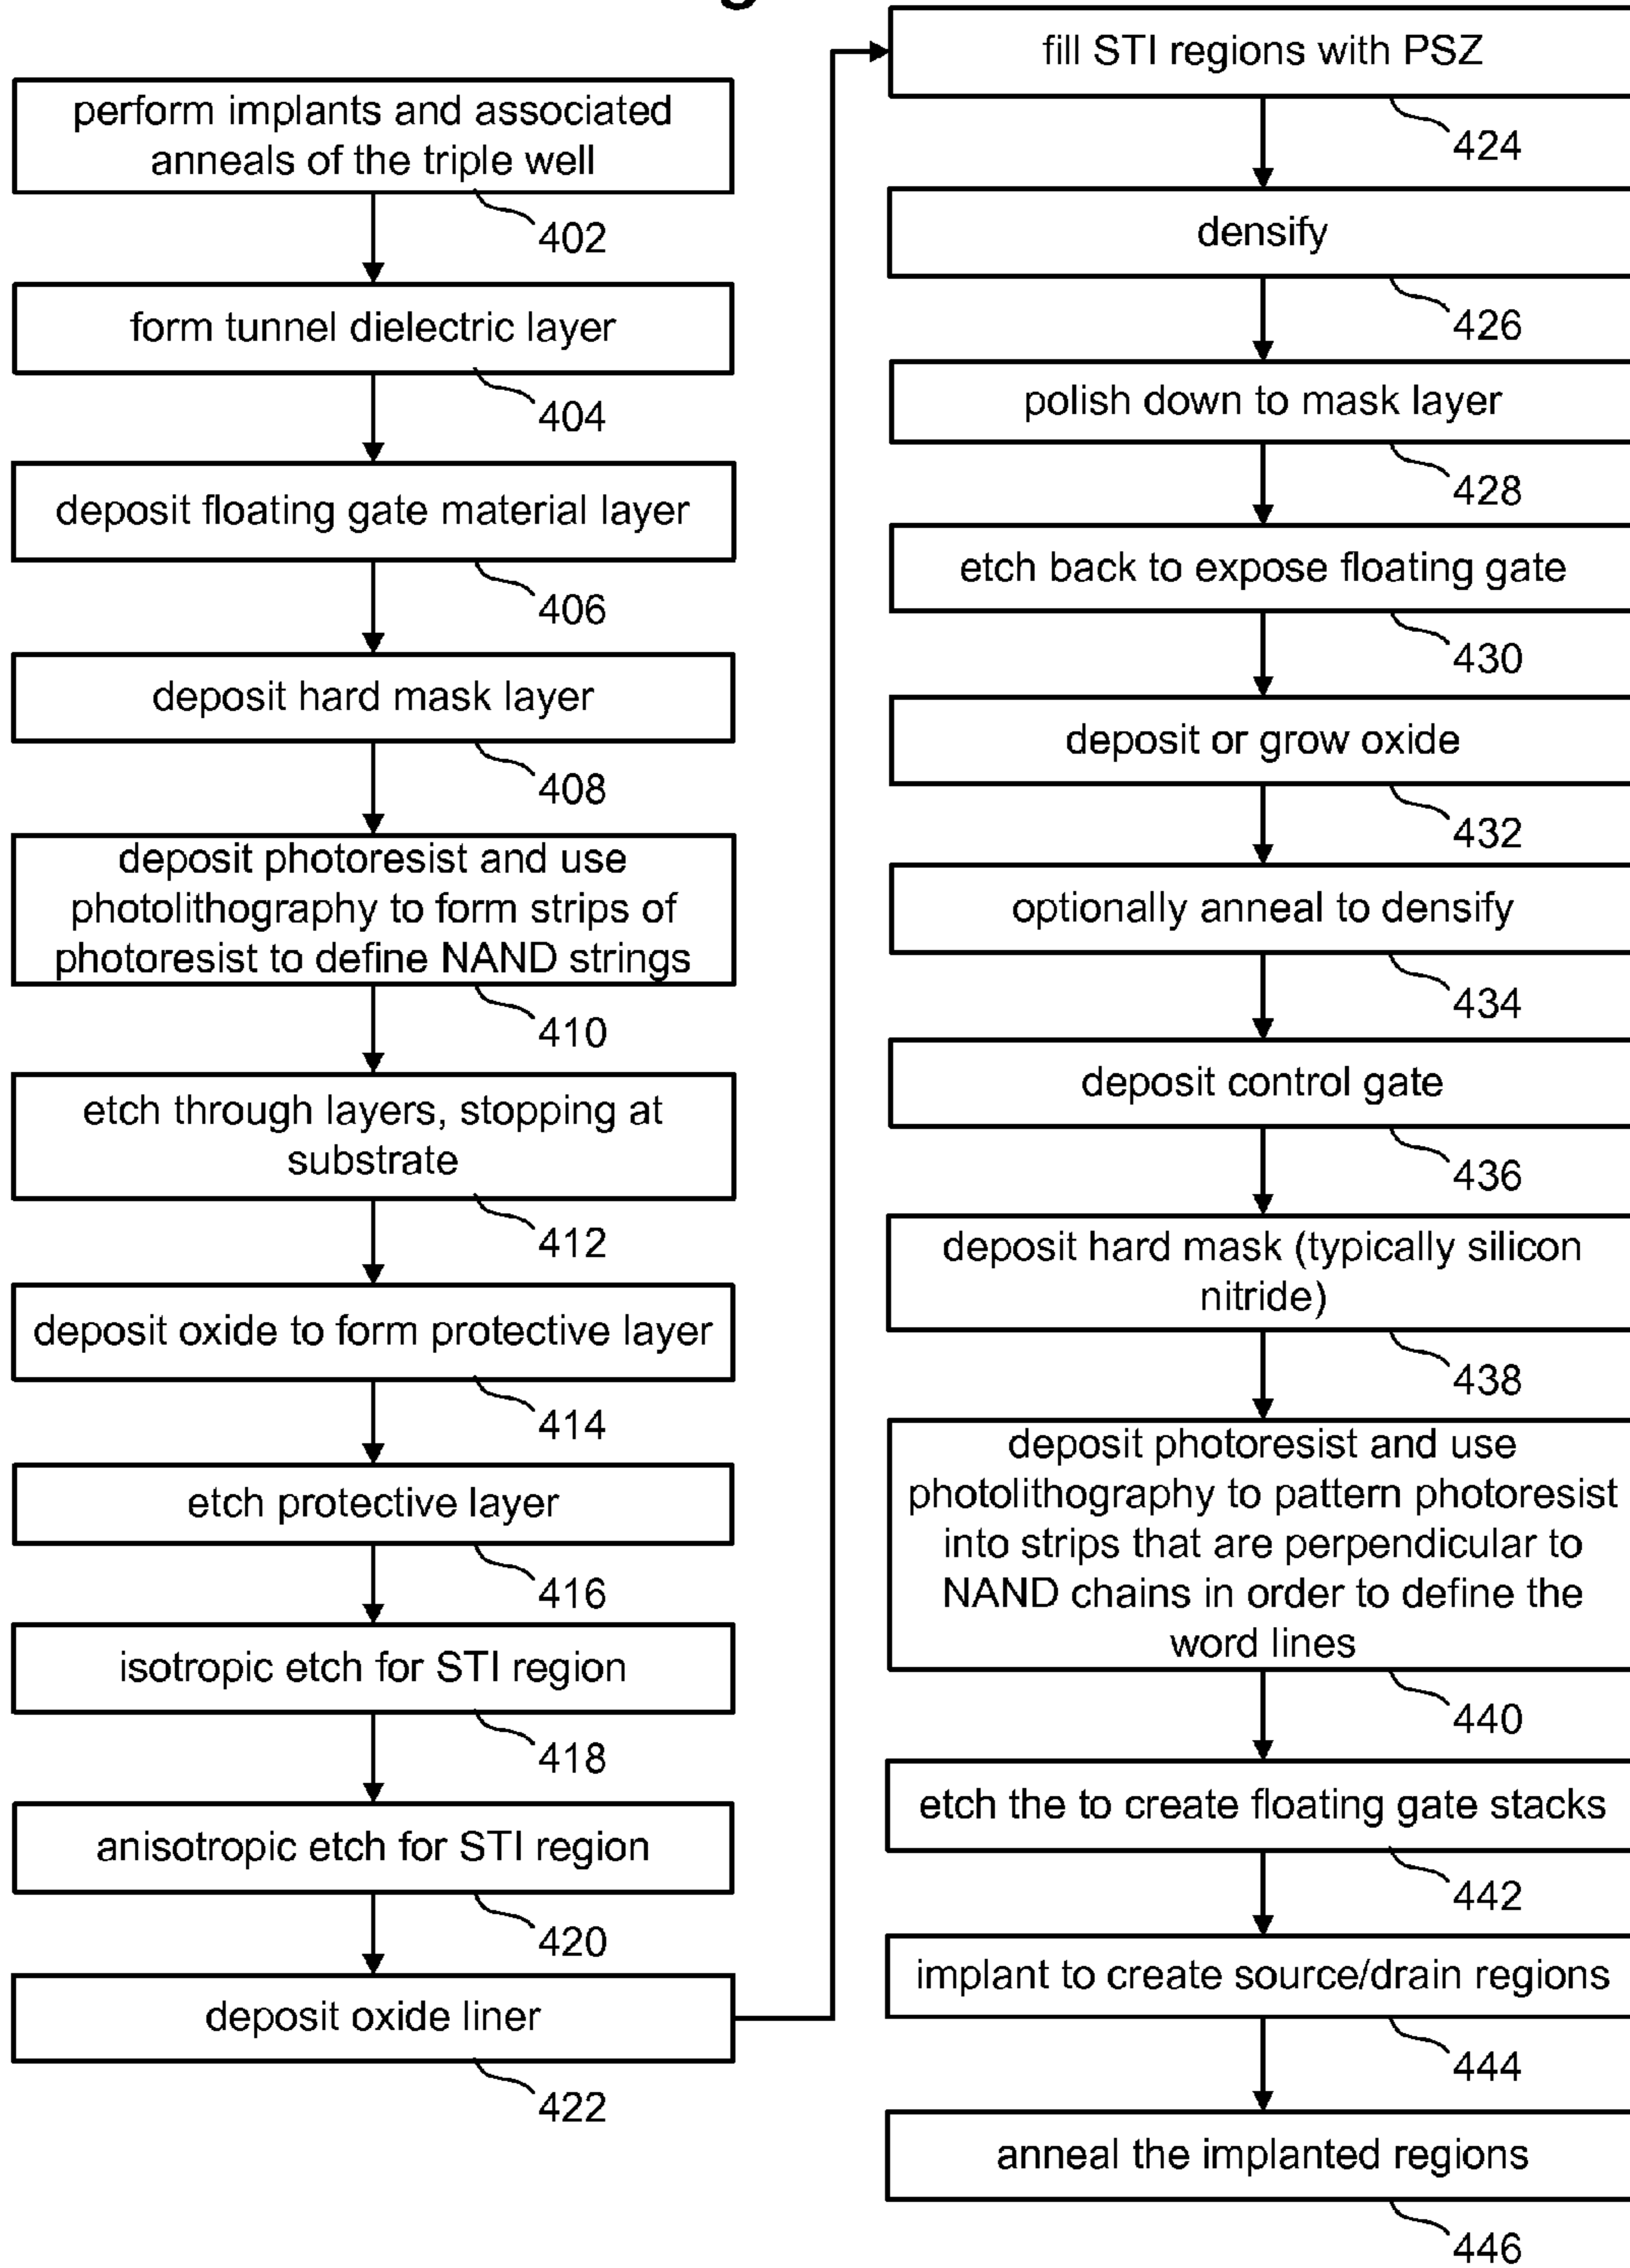 perform implants and associated
anneals of the triple well
402
form tunnel dielectric layer
404
deposit floating gate material layer
406
deposit hard mask layer
408
deposit photoresist and use
photolithography to form strips of
photoresist to define NAND strings
410
etch through layers, stopping at
substrate
412
deposit oxide to form protective layer
414
etch protective layer
416
isotropic etch for STI region
418
anisotropic etch for STI region
420
deposit oxide liner
422
fill STI regions with PSZ
424
densify
426
polish down to mask layer
428
etch back to expose floating gate
430
deposit or grow oxide
432
optionally anneal to densify
434
deposit control gate
436
deposit hard mask (typically silicon
nitride)
438
deposit photoresist and use
photolithography to pattern photoresist
into strips that are perpendicular to
NAND chains in order to define the
word lines
440
etch the to create floating gate stacks
442
implant to create source/drain regions
444
anneal the implanted regions
446